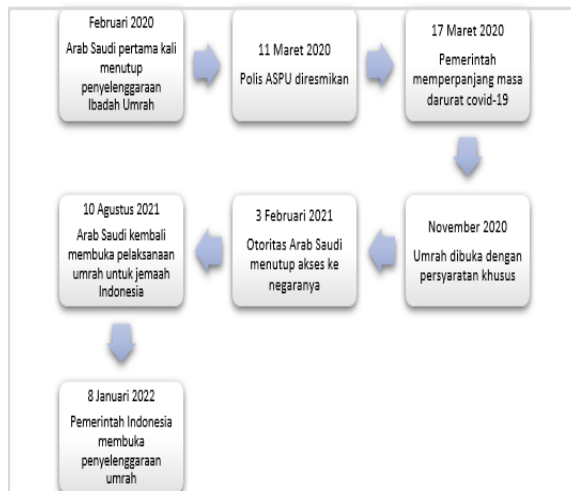 Februari 2020
Arab Saudi pertama kali
menutup
penyelenggaraan
Ibadah Umrah
11 Maret 2020
Polis ASPU diresmikan
17 Maret 2020
Pemerintah
memperpanjang masa
darurat covid-19
November 2020
Umrah dibuka dengan
persyaratan khusus
3 Februari 2021
Otoritas Arab Saudi
menutup akses ke
negaranya
10 Agustus 2021
Arab Saudi kembali
membuka pelaksanaan
umrah untuk jemaah
Indonesia
8 Januari 2022
Pemerintah Indonesia
membuka
penyelenggaraan
umrah